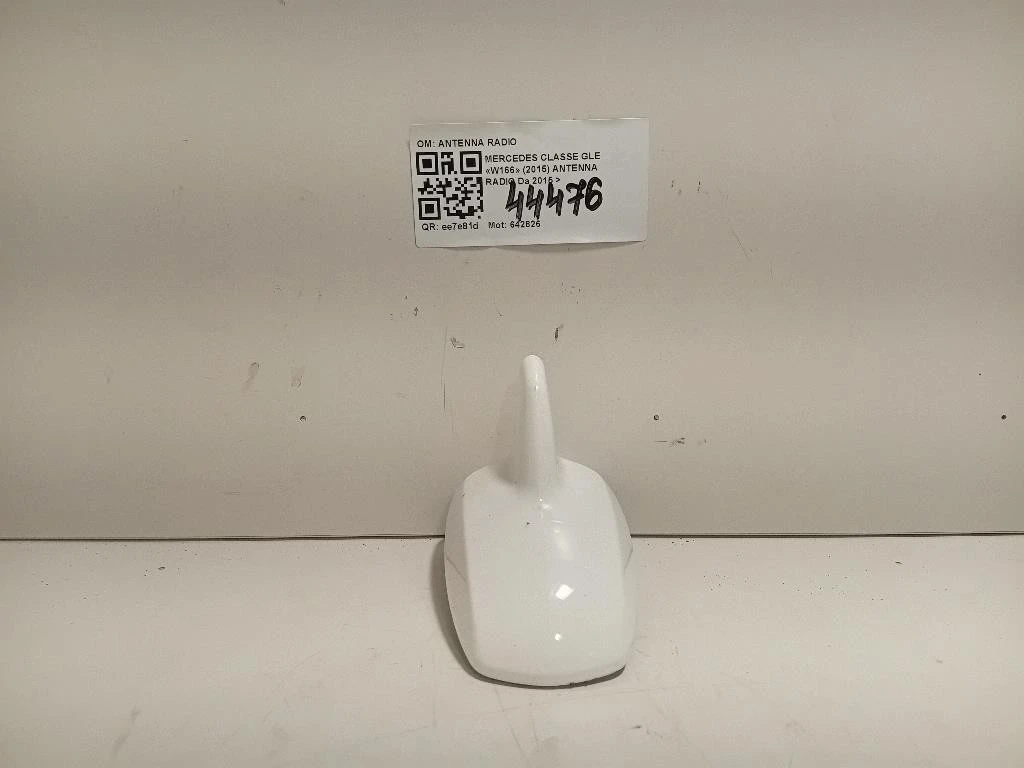 OM: ANTENNA RADIO
MERCEDES CLASSE GLE
«W166» (2015) ANTENNA
RADIO Da 2015 >
44476
QR: ee7e81d Mot: 642826